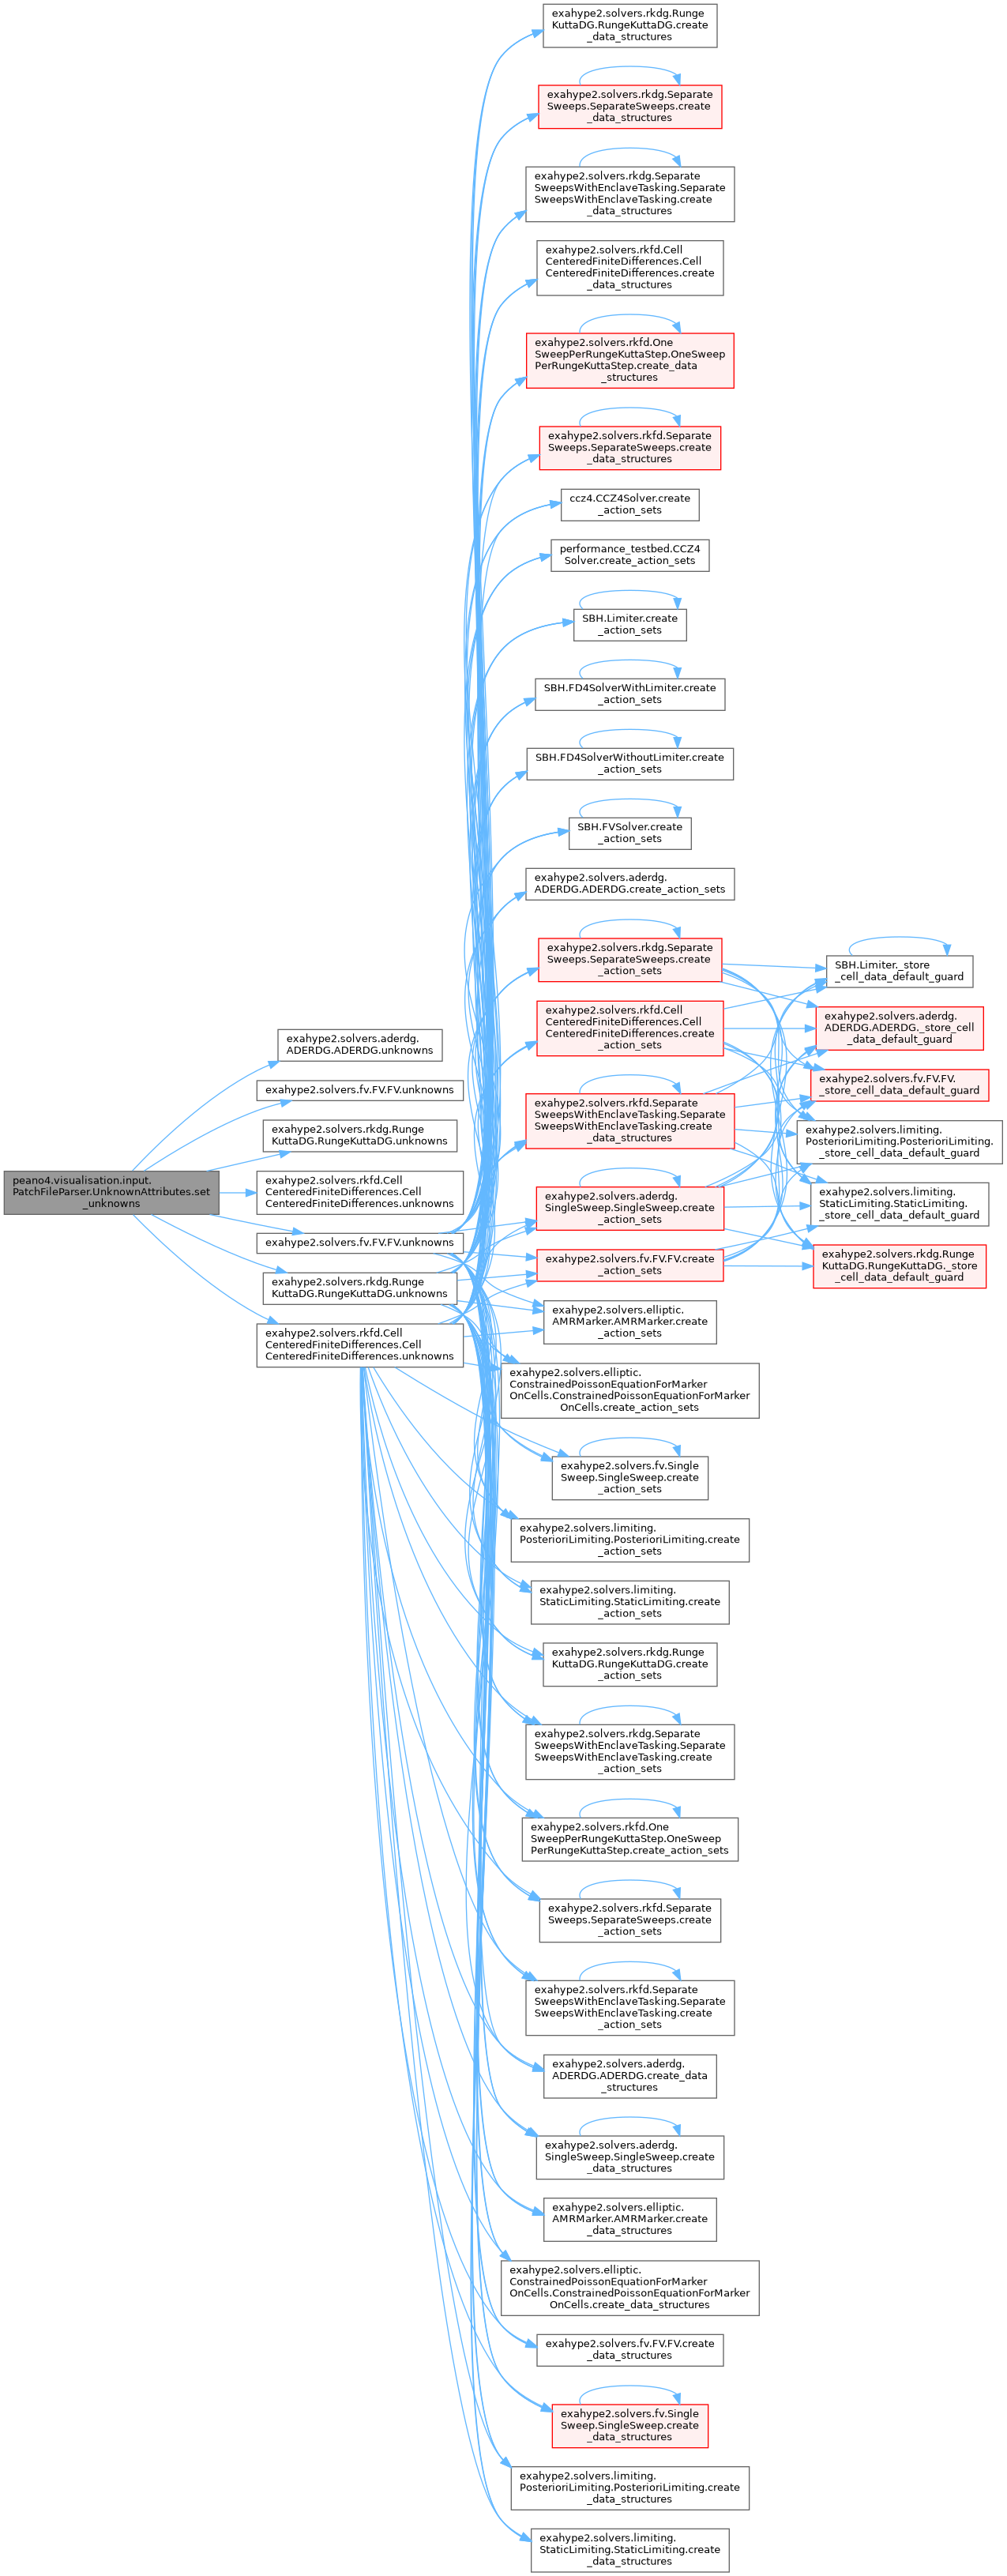 peano4.visualisation.input.
PatchFileParser.UnknownAttributes.set
_unknowns
exahype2.solvers.aderdg.
ADERDG.ADERDG.unknowns
exahype2.solvers.fv.FV.FV.unknowns
exahype2.solvers.rkdg.Runge
KuttaDG.RungeKuttaDG.unknowns
exahype2.solvers.rkfd.Cell
CenteredFiniteDifferences.Cell
CenteredFiniteDifferences.unknowns
exahype2.solvers.fv.FV.FV.unknowns
exahype2.solvers.rkdg.Runge
KuttaDG.RungeKuttaDG.unknowns
exahype2.solvers.rkfd.Cell
CenteredFiniteDifferences.Cell
CenteredFiniteDifferences.unknowns
exahype2.solvers.rkdg.Runge
KuttaDG.RungeKuttaDG.create
_data_structures
exahype2.solvers.rkdg.Separate
Sweeps.SeparateSweeps.create
_data_structures
exahype2.solvers.rkdg.Separate
SweepsWithEnclaveTasking.Separate
SweepsWithEnclaveTasking.create
_data_structures
exahype2.solvers.rkfd.Cell
CenteredFiniteDifferences.Cell
CenteredFiniteDifferences.create
_data_structures
exahype2.solvers.rkfd.One
SweepPerRungeKuttaStep.OneSweep
PerRungeKuttaStep.create_data
_structures
exahype2.solvers.rkfd.Separate
Sweeps.SeparateSweeps.create
_data_structures
ccz4.CCZ4Solver.create
_action_sets
performance_testbed.CCZ4
Solver.create_action_sets
SBH.Limiter.create
_action_sets
SBH.FD4SolverWithLimiter.create
_action_sets
SBH.FD4SolverWithoutLimiter.create
_action_sets
SBH.FVSolver.create
_action_sets
exahype2.solvers.aderdg.
ADERDG.ADERDG.create_action_sets
exahype2.solvers.rkdg.Separate
Sweeps.SeparateSweeps.create
_action_sets
exahype2.solvers.rkfd.Cell
CenteredFiniteDifferences.Cell
CenteredFiniteDifferences.create
_action_sets
exahype2.solvers.rkfd.Separate
SweepsWithEnclaveTasking.Separate
SweepsWithEnclaveTasking.create
_data_structures
exahype2.solvers.aderdg.
SingleSweep.SingleSweep.create
_action_sets
exahype2.solvers.fv.FV.FV.create
_action_sets
exahype2.solvers.elliptic.
AMRMarker.AMRMarker.create
_action_sets
exahype2.solvers.elliptic.
ConstrainedPoissonEquationForMarker
OnCells.ConstrainedPoissonEquationForMarker
OnCells.create_action_sets
exahype2.solvers.fv.Single
Sweep.SingleSweep.create
_action_sets
exahype2.solvers.limiting.
PosterioriLimiting.PosterioriLimiting.create
_action_sets
exahype2.solvers.limiting.
StaticLimiting.StaticLimiting.create
_action_sets
exahype2.solvers.rkdg.Runge
KuttaDG.RungeKuttaDG.create
_action_sets
exahype2.solvers.rkdg.Separate
SweepsWithEnclaveTasking.Separate
SweepsWithEnclaveTasking.create
_action_sets
exahype2.solvers.rkfd.One
SweepPerRungeKuttaStep.OneSweep
PerRungeKuttaStep.create_action_sets
exahype2.solvers.rkfd.Separate
Sweeps.SeparateSweeps.create
_action_sets
exahype2.solvers.rkfd.Separate
SweepsWithEnclaveTasking.Separate
SweepsWithEnclaveTasking.create
_action_sets
exahype2.solvers.aderdg.
ADERDG.ADERDG.create_data
_structures
exahype2.solvers.aderdg.
SingleSweep.SingleSweep.create
_data_structures
exahype2.solvers.elliptic.
AMRMarker.AMRMarker.create
_data_structures
exahype2.solvers.elliptic.
ConstrainedPoissonEquationForMarker
OnCells.ConstrainedPoissonEquationForMarker
OnCells.create_data_structures
exahype2.solvers.fv.FV.FV.create
_data_structures
exahype2.solvers.fv.Single
Sweep.SingleSweep.create
_data_structures
exahype2.solvers.limiting.
PosterioriLimiting.PosterioriLimiting.create
_data_structures
exahype2.solvers.limiting.
StaticLimiting.StaticLimiting.create
_data_structures
SBH.Limiter._store
_cell_data_default_guard
exahype2.solvers.aderdg.
ADERDG.ADERDG._store_cell
_data_default_guard
exahype2.solvers.fv.FV.FV.
_store_cell_data_default_guard
exahype2.solvers.limiting.
PosterioriLimiting.PosterioriLimiting.
_store_cell_data_default_guard
exahype2.solvers.limiting.
StaticLimiting.StaticLimiting.
_store_cell_data_default_guard
exahype2.solvers.rkdg.Runge
KuttaDG.RungeKuttaDG._store
_cell_data_default_guard